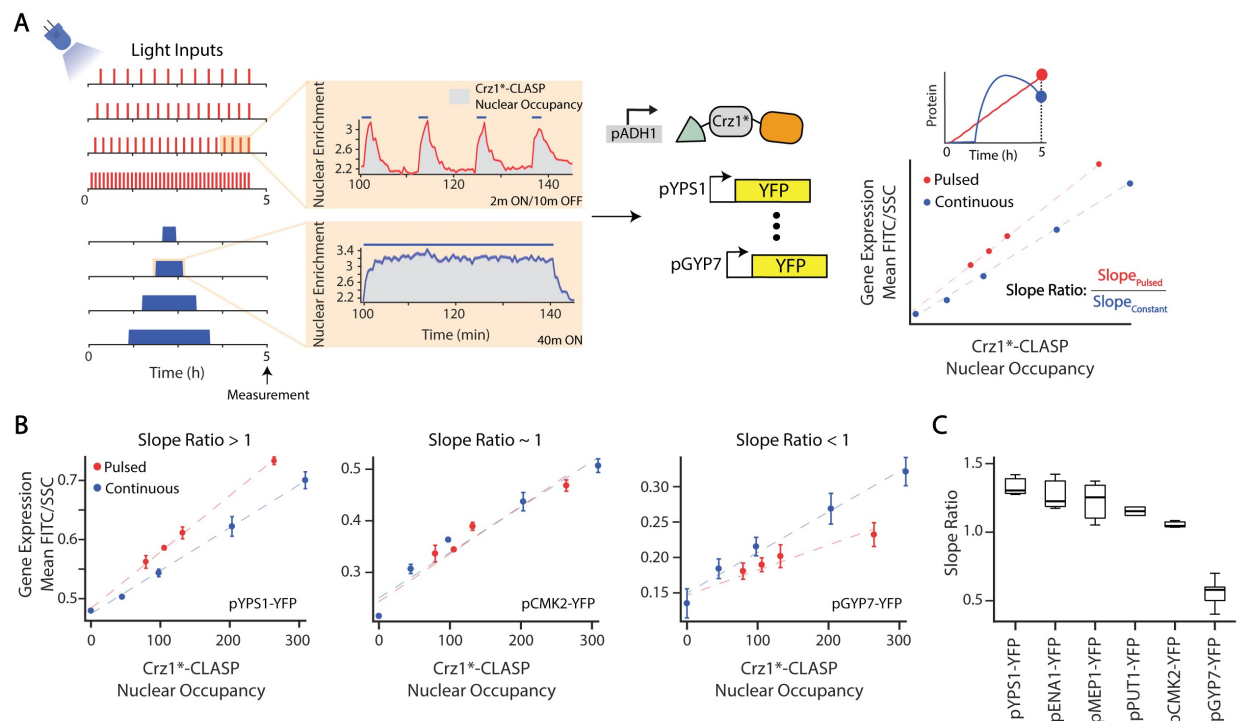 A
Light Inputs
0
5
0
5
Time (h)
Measurement
Nuclear Enrichment
Crz1*-CLASP
Nuclear Occupancy
3
2.6
2.2
100
120
140
2m ON/10m OFF
Nuclear Enrichment
3.4
3
2.6
2.2
100
120
140
Time (min)
40m ON
pADH1
Crz1*
pYPS1
YFP
pGYP7
YFP
Protein
0
Time (h)
5
Pulsed
Continuous
Gene Expression
Mean FITC/SSC
Slope Ratio:
Slope Pulsed
Slope Constant
Crz1*-CLASP
Nuclear Occupancy
B
Slope Ratio > 1
Pulsed
Continuous
Gene Expression
Mean FITC/SSC
0.7
0.6
0.5
pYPS1-YFP
0
100
200
300
Crz1*-CLASP
Nuclear Occupancy
Slope Ratio ~ 1
0.5
0.4
0.3
pCMK2-YFP
0
100
200
300
Crz1*-CLASP
Nuclear Occupancy
Slope Ratio < 1
0.30
0.25
0.20
0.15
pGYP7-YFP
0
100
200
300
Crz1*-CLASP
Nuclear Occupancy
C
Slope Ratio
1.5
1.0
0.5
pYPS1-YFP
pENA1-YFP
pMEP1-YFP
pPUT1-YFP
pCMK2-YFP
pGYP7-YFP